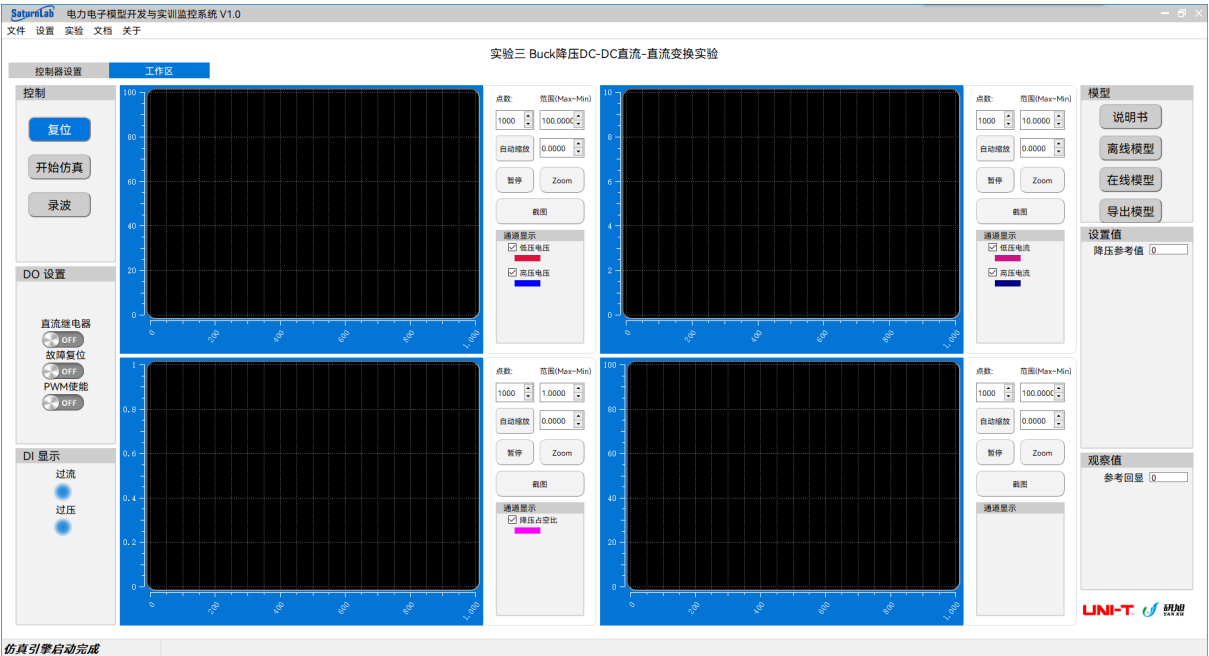 SaturnLab 电力电子模型开发与实训监控系统 V1.0
文件 设置 实验 文档 关于
实验三 Buck降压DC-DC直流-直流变换实验
控制器设置 工作区
控制
复位
开始仿真
录波
DO 设置
直流继电器
OFF
故障复位
OFF
PWM使能
OFF
DI 显示
过流
过压
100
80
60
40
20
0
0 200 400 600 800 1,000
点数: 范围(Max~Min)
1000 100.0000
自动缩放 0.0000
暂停 Zoom
截图
通道显示
低压电压
高压电压
10
8
6
4
2
0
0 200 400 600 800 1,000
点数: 范围(Max~Min)
1000 10.0000
自动缩放 0.0000
暂停 Zoom
截图
通道显示
低压电流
高压电流
1
0.8
0.6
0.4
0.2
0
0 200 400 600 800 1,000
点数: 范围(Max~Min)
1000 1.0000
自动缩放 0.0000
暂停 Zoom
截图
通道显示
降压占空比
100
80
60
40
20
0
0 200 400 600 800 1,000
点数: 范围(Max~Min)
1000 100.0000
自动缩放 0.0000
暂停 Zoom
截图
通道显示
模型
说明书
离线模型
在线模型
导出模型
设置值
降压参考值 0
观察值
参考回显 0
UNI-T 研旭
YAN XU
仿真引擎启动完成